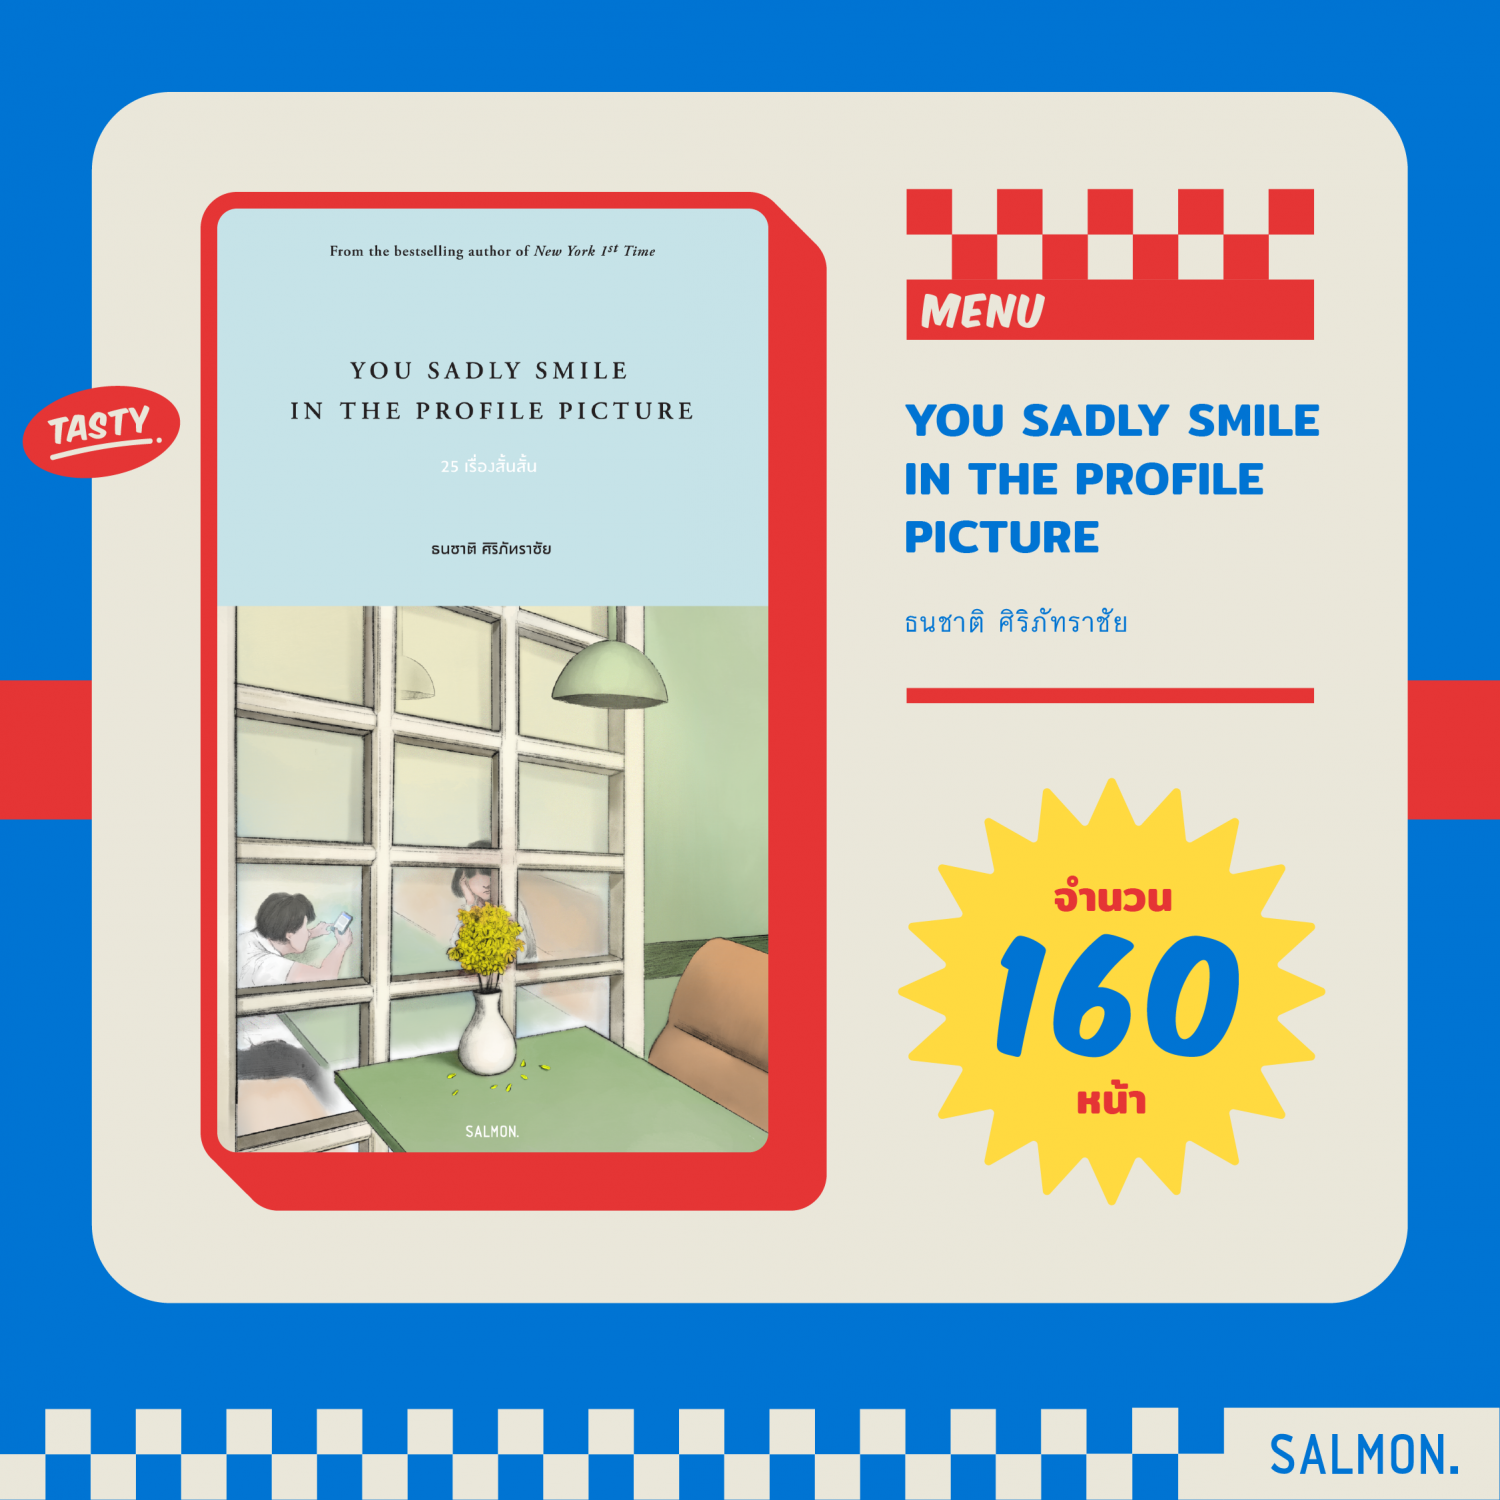 From the bestselling author of New York 1st Time
YOU SADLY SMILE
IN THE PROFILE PICTURE
25 เรื่องสั้นสั้น
ธนชาติ ศิริภัทราชัย
SALMON.
TASTY.
MENU
YOU SADLY SMILE
IN THE PROFILE
PICTURE
ธนชาติ ศิริภัทราชัย
จำนวน
160
หน้า
SALMON.